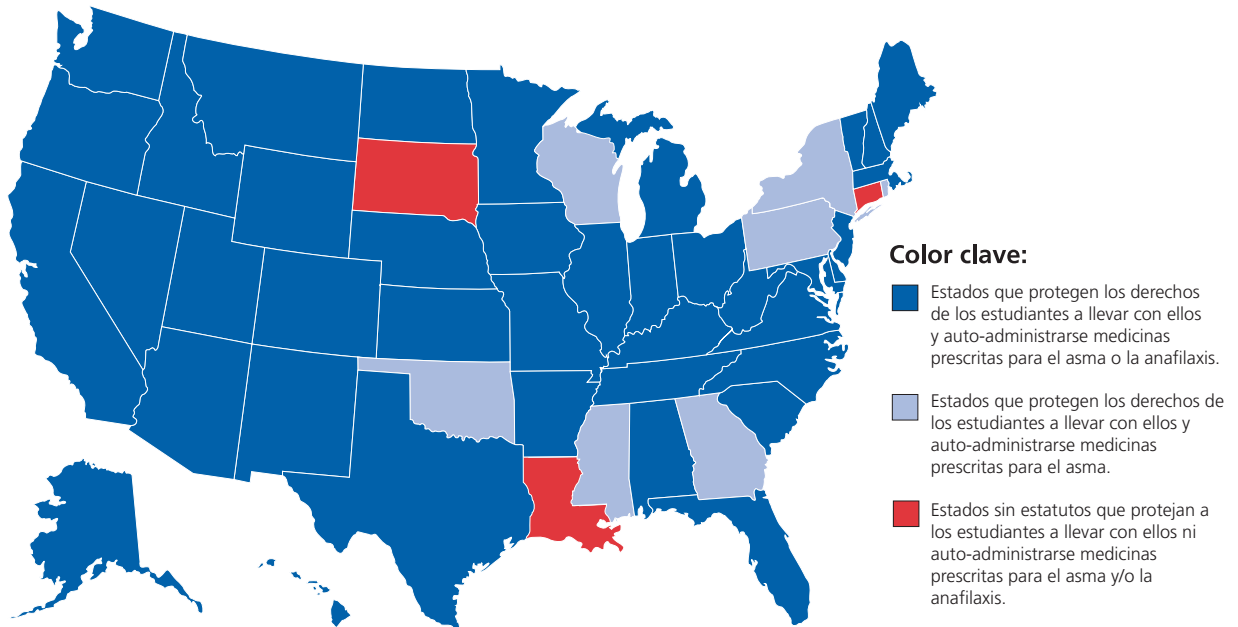 Color clave:
Estados que protegen los derechos
de los estudiantes a llevar con ellos
y auto-administrarse medicinas
prescritas para el asma o la anafilaxis.
Estados que protegen los derechos de
los estudiantes a llevar con ellos y
auto-administrarse medicinas
prescritas para el asma.
Estados sin estatutos que protejan a
los estudiantes a llevar con ellos ni
auto-administrarse medicinas
prescritas para el asma y/o la
anafilaxis.